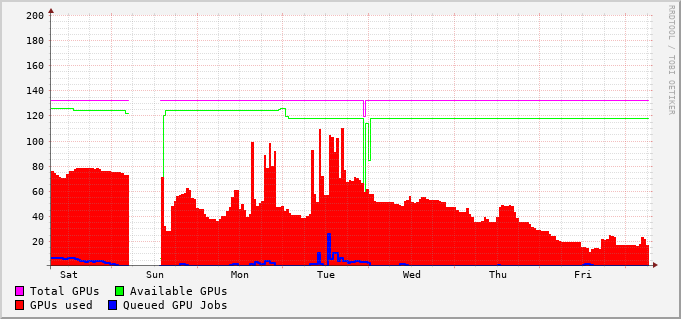 200
180
160
140
120
100
80
60
40
20
Sat Sun Mon Tue Wed Thu Fri
Total GPUs Available GPUs
GPUs used Queued GPU Jobs
RRDTOOL / TOBI OETIKER